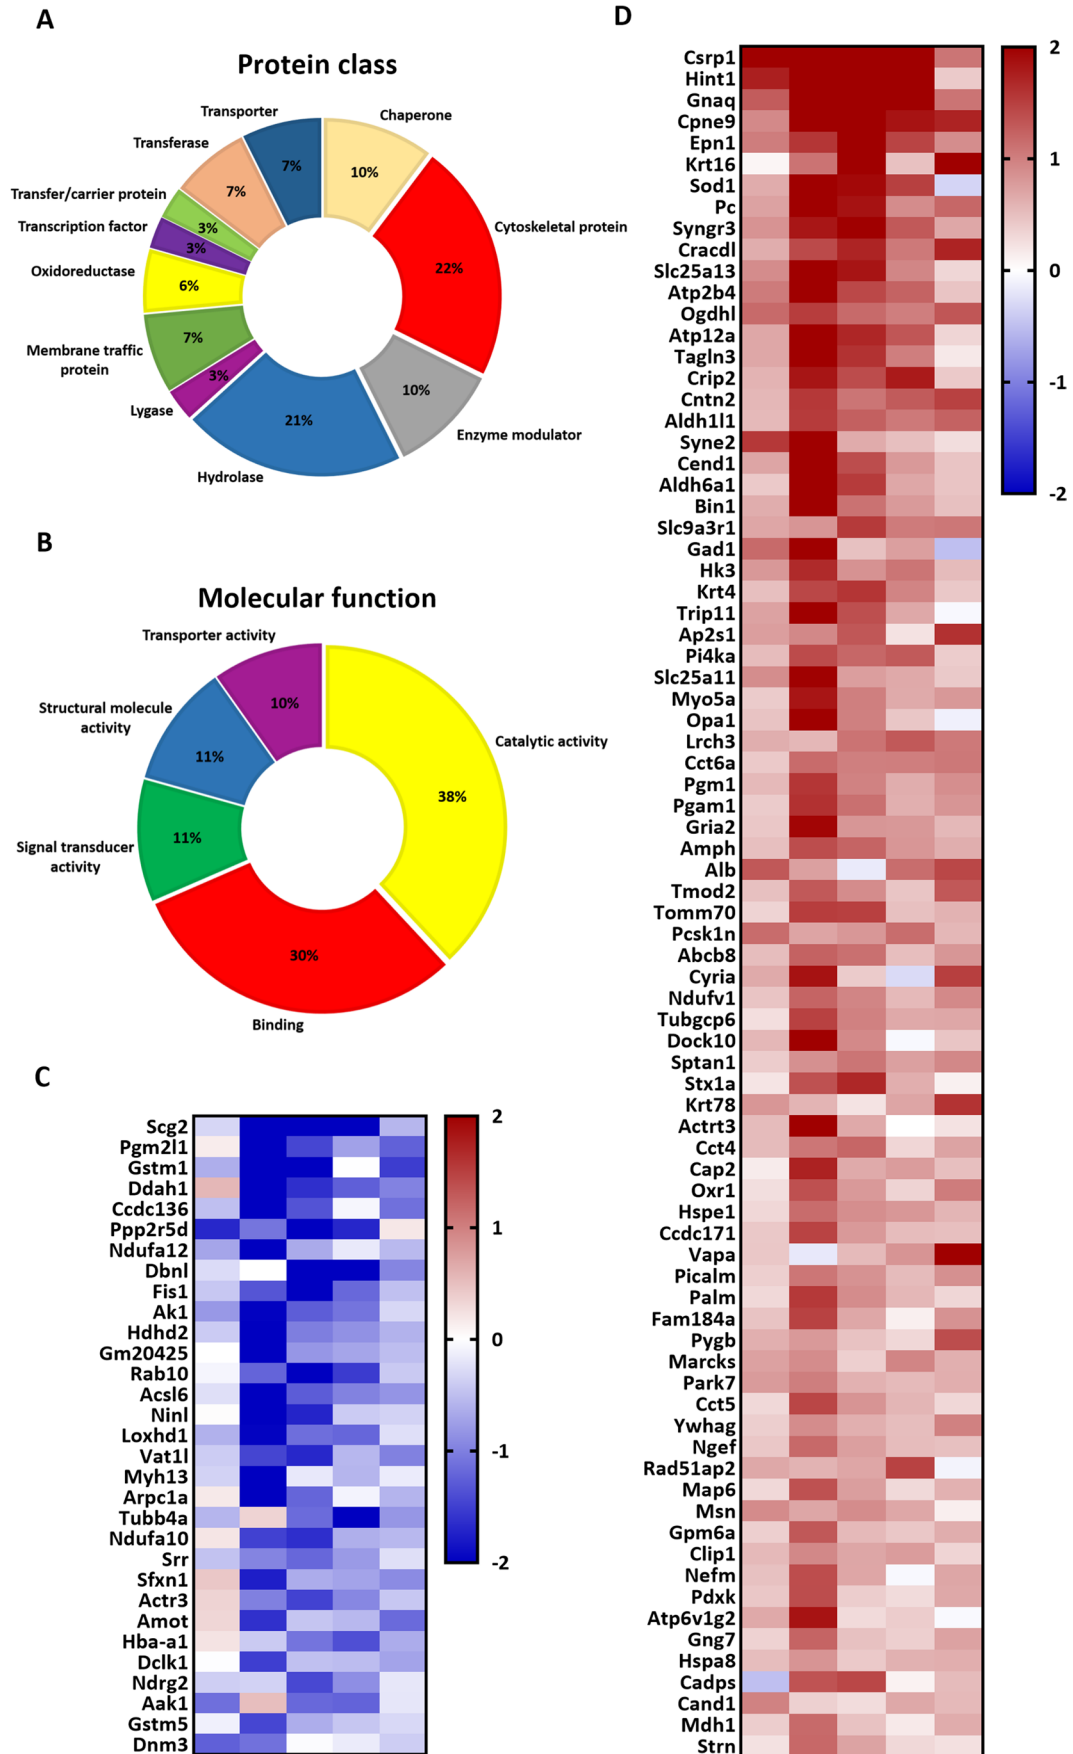 A
Protein class
Transporter
Chaperone
Transferase
Transfer/carrier protein
Transcription factor
Oxidoreductase
Membrane traffic
protein
Lygase
Hydrolase
Enzyme modulator
Cytoskeletal protein
7%
10%
7%
3%
3%
6%
7%
3%
21%
10%
22%
B
Molecular function
Transporter activity
Structural molecule
activity
Signal transducer
activity
Binding
Catalytic activity
10%
11%
11%
30%
38%
C
Scg2
Pgm2l1
Gstm1
Ddah1
Ccdc136
Ppp2r5d
Ndufa12
Dbnl
Fis1
Ak1
Hdhd2
Gm20425
Rab10
Acsl6
Ninl
Loxhd1
Vat1l
Myh13
Arpc1a
Tubb4a
Ndufa10
Srr
Sfxn1
Actr3
Amot
Hba-a1
Dclk1
Ndrg2
Aak1
Gstm5
Dnm3
2
1
0
-1
-2
D
Csrp1
Hint1
Gnaq
Cpne9
Epn1
Krt16
Sod1
Pc
Syngr3
Cracdl
Slc25a13
Atp2b4
Ogdhl
Atp12a
Tagln3
Crip2
Cntn2
Aldh1l1
Syne2
Cend1
Aldh6a1
Bin1
Slc9a3r1
Gad1
Hk3
Krt4
Trip11
Ap2s1
Pi4ka
Slc25a11
Myo5a
Opa1
Lrch3
Cct6a
Pgm1
Pgam1
Gria2
Amph
Alb
Tmod2
Tomm70
Pcsk1n
Abcb8
Cyria
Ndufv1
Tubgcp6
Dock10
Sptan1
Stx1a
Krt78
Actrt3
Cct4
Cap2
Oxr1
Hspe1
Ccdc171
Vapa
Picalm
Palm
Fam184a
Pygb
Marcks
Park7
Cct5
Ywhag
Ngef
Rad51ap2
Map6
Msn
Gpm6a
Clip1
Nefm
Pdxk
Atp6v1g2
Gng7
Hspa8
Cadps
Cand1
Mdh1
Strn
2
1
0
-1
-2